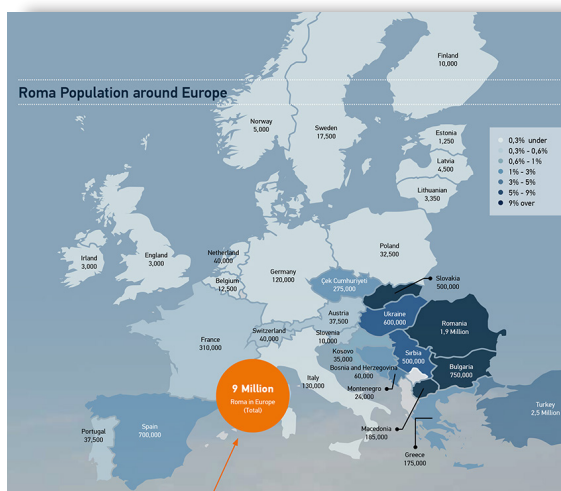 Roma Population around Europe
Finland
10,000
Norway
5,000
Sweden
17,500
Estonia
1,250
Latvia
4,500
Lithuanian
3,350
0,3% under
0,3% - 0,6%
0,6% - 1%
1% - 3%
3% - 5%
5% - 9%
9% over
Irland
3,000
England
3,000
Netherland
40,000
Belgium
12,500
Germany
120,000
Poland
32,500
Çek Cumhuriyeti
275,000
Slovakia
500,000
Austria
37,500
Ukraine
600,000
Romania
1,9 Million
France
310,000
Switzerland
40,000
Slovenia
10,000
Kosovo
35,000
Sirbia
500,000
Bosnia and Herzegovina
60,000
Bulgaria
750,000
Italy
130,000
Montenegro
24,000
9 Million
Roma in Europe
(Total)
Turkey
2,5 Million
Portugal
37,500
Spain
700,000
Macedonia
185,000
Greece
175,000